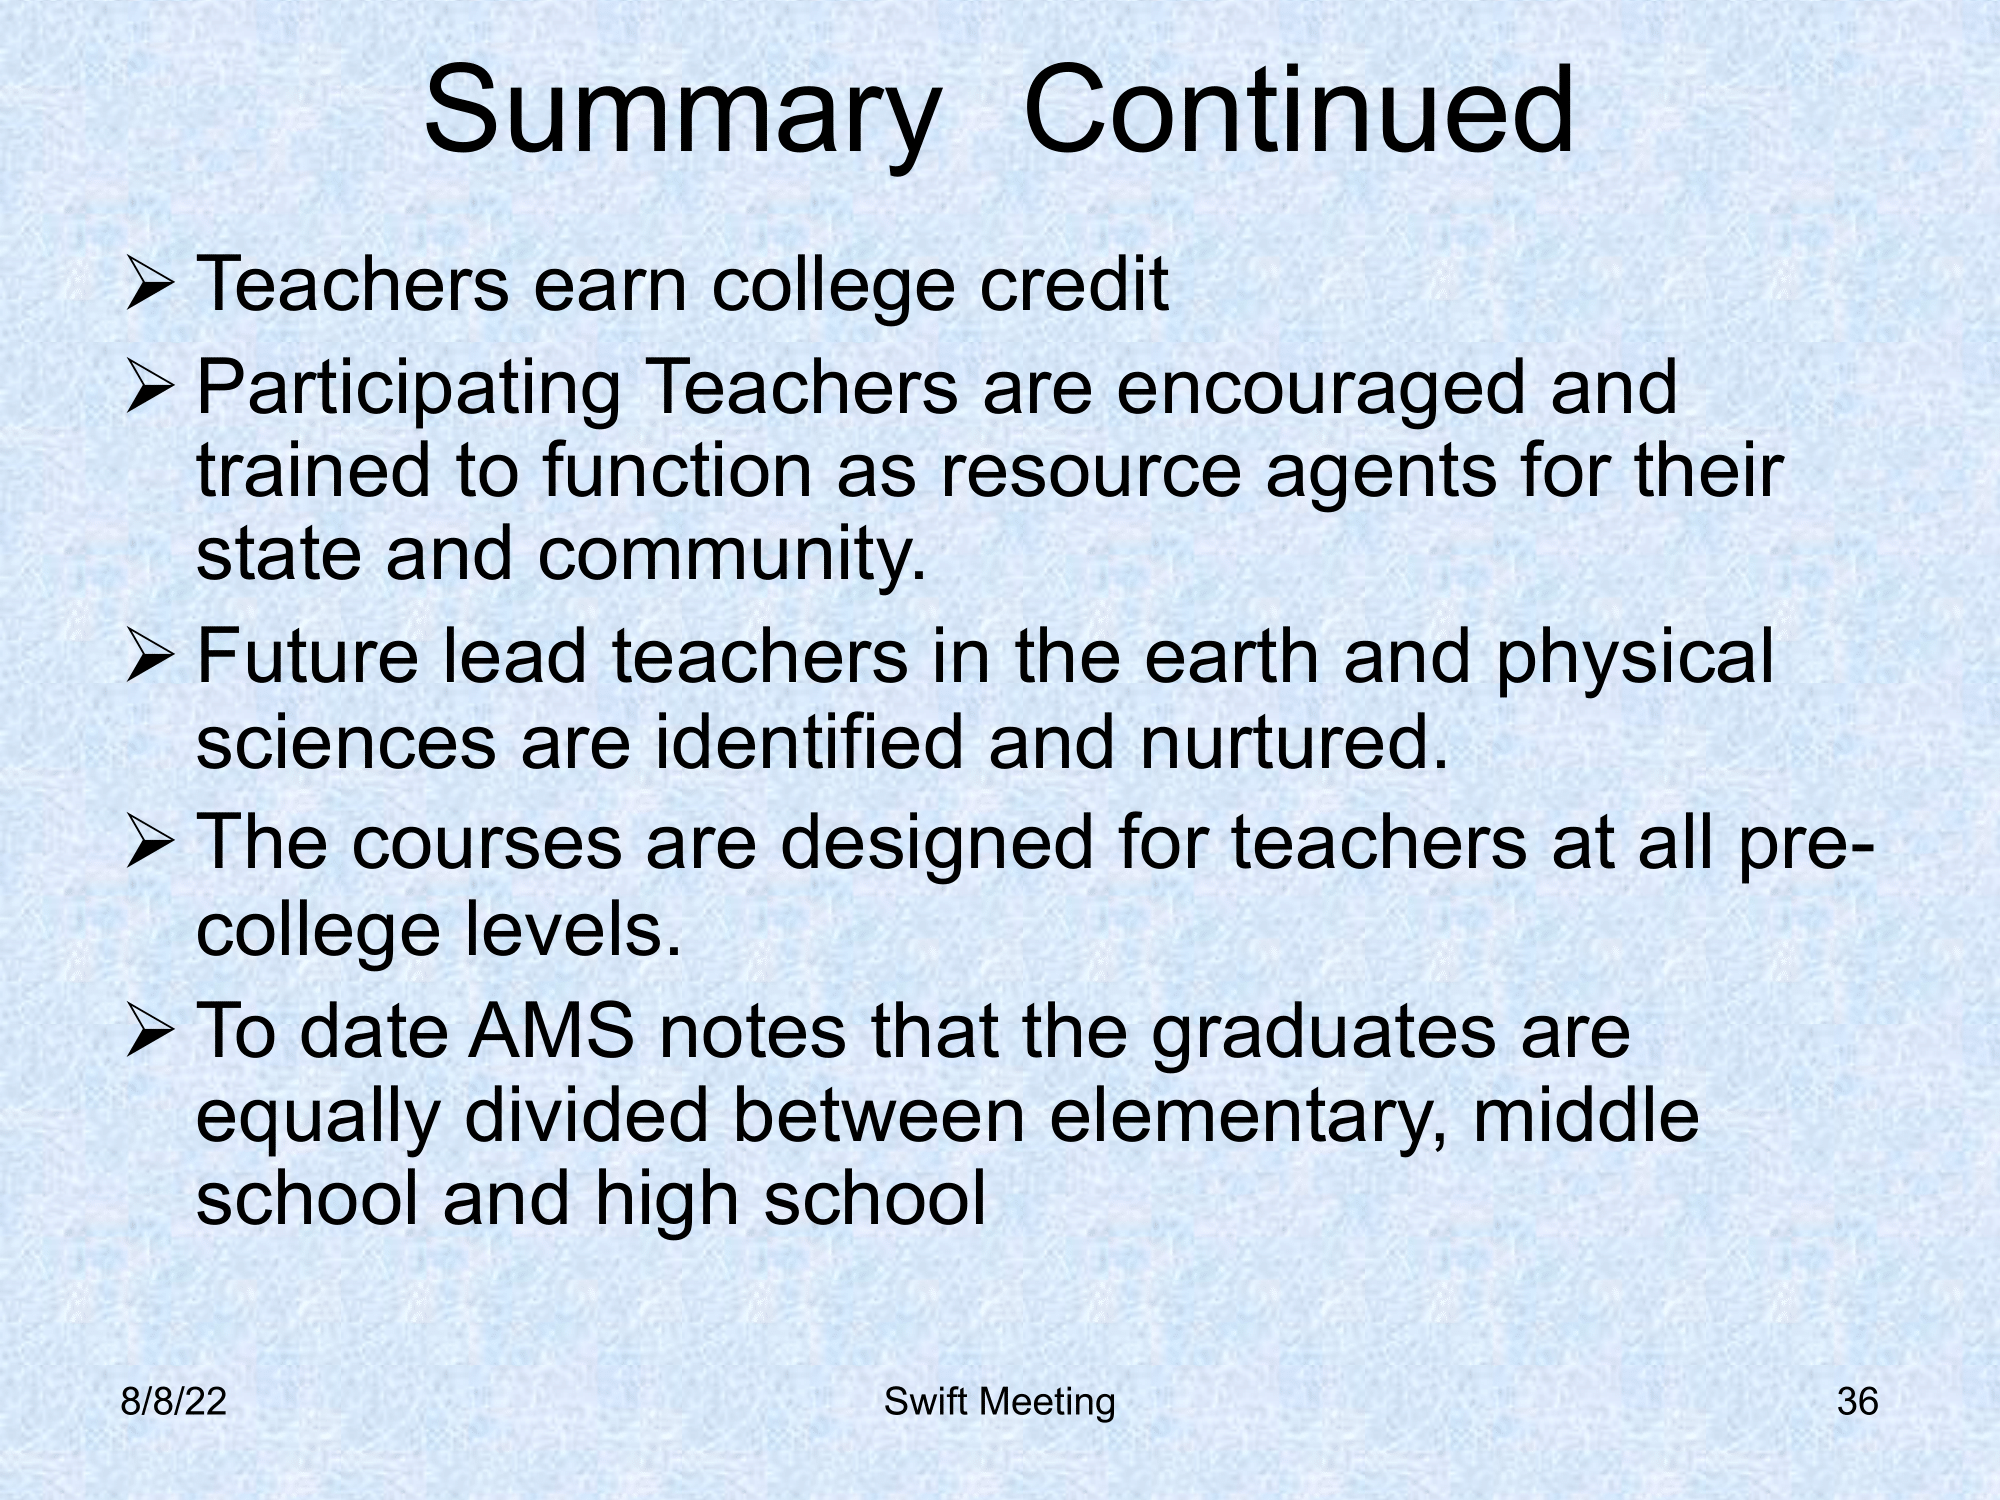 Summary Continued
➢ Teachers earn college credit
➢ Participating Teachers are encouraged and
trained to function as resource agents for their
state and community.
➢ Future lead teachers in the earth and physical
sciences are identified and nurtured.
➢ The courses are designed for teachers at all pre-
college levels.
➢ To date AMS notes that the graduates are
equally divided between elementary, middle
school and high school
8/8/22
Swift Meeting
36